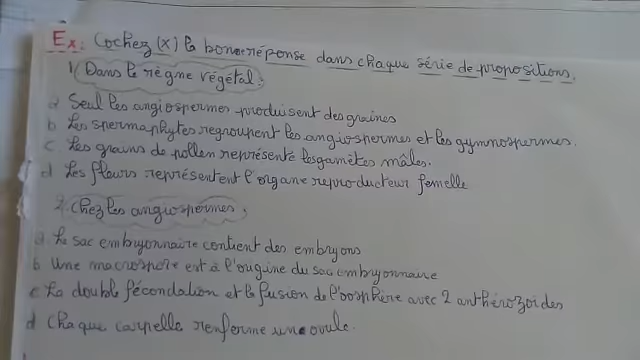 Ex: Cochez (x) la bonne réponse dans chaque série de propositions.
1) Dans le règne végétal:
a Seul les angiospermes produisent des graines
b Les spermaphytes regroupent les angiospermes et les gymnospermes.
c Les grains de pollen représente les gamètes mâles.
d Les fleurs représentent l'organe reproducteur femelle
2 Chez les angiospermes,
a. Le sac embryonnaire contient des embryons
b Une macrospore est à l'origine du sac embryonnaire
c La double fécondation et la fusion de l'oosphère avec 2 anthérozoïdes
d Chaque carpelle renferme une ovule.